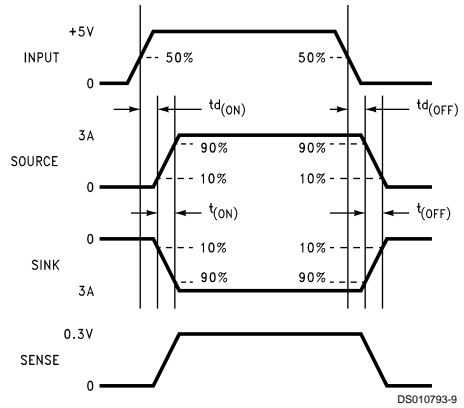 +5V
INPUT
50%
50%
0
td(ON)
td(OFF)
3A
90%
90%
SOURCE
10%
10%
0
t(ON)
t(OFF)
0
10%
10%
SINK
90%
90%
3A
0.3V
SENSE
0
DS010793-9